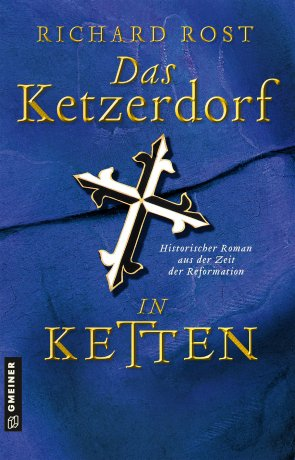 RICHARD ROST
Das
Ketzerdorf
Historischer Roman
aus der Zeit
der Reformation
IN
KETTEN
GMEINER